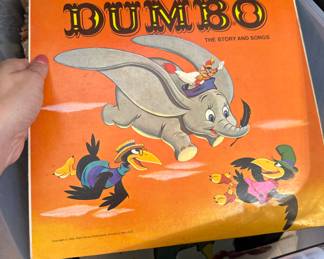 DUMBO
THE STORY AND SONGS